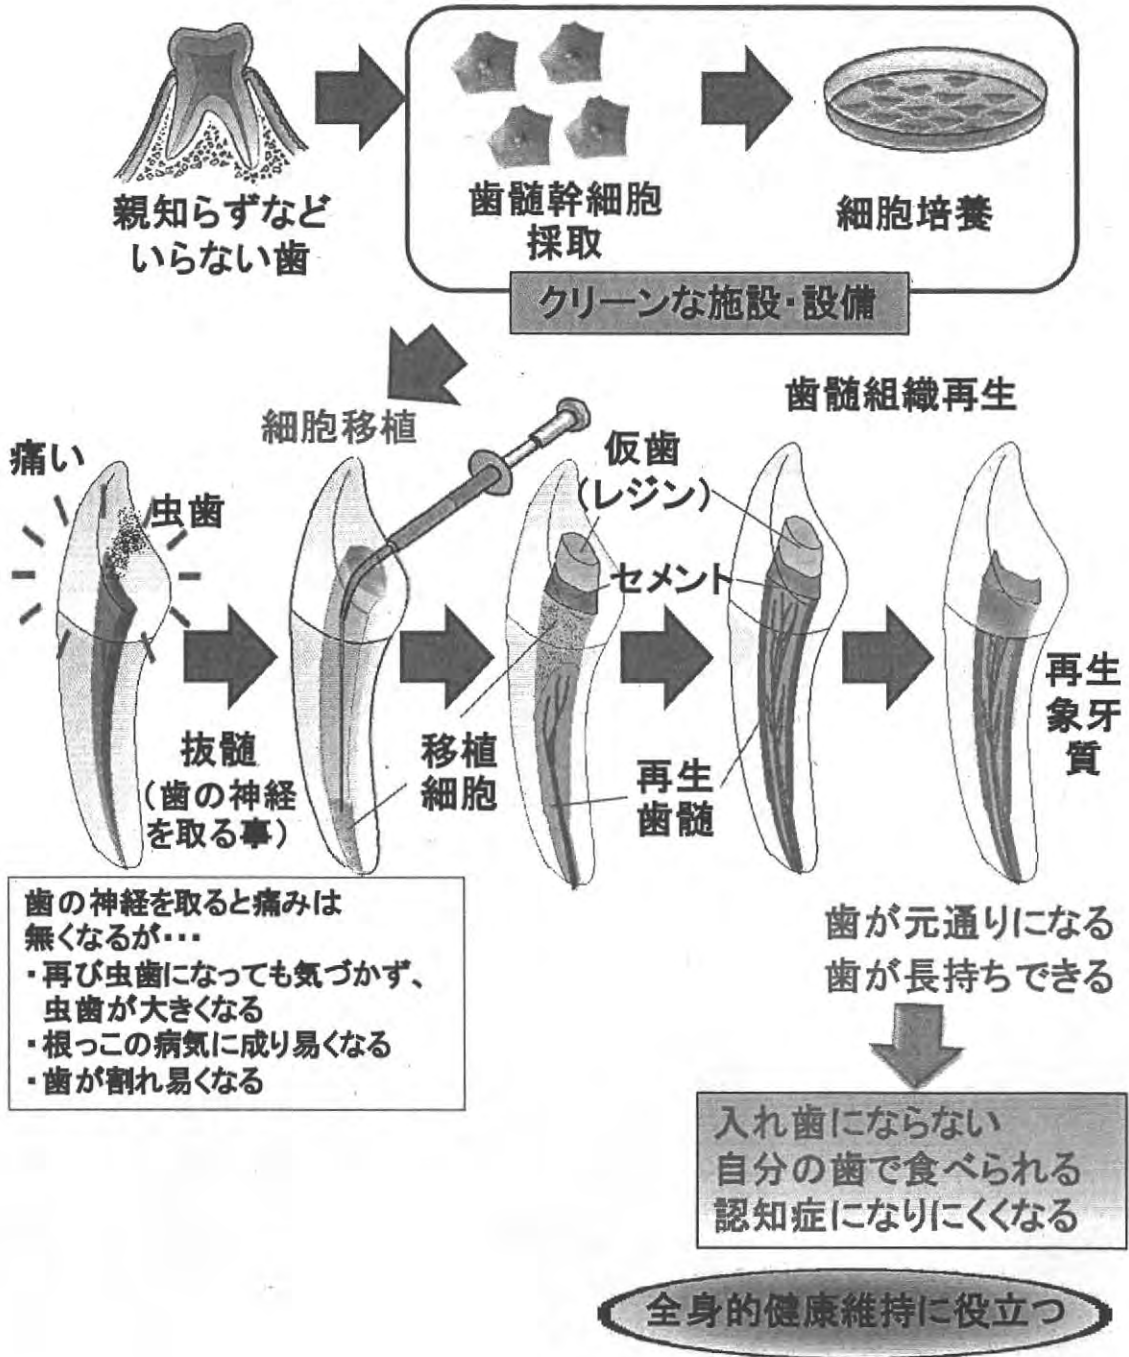 親知らずなど
いらない歯
歯髄幹細胞
採取
細胞培養
クリーンな施設・設備
細胞移植
歯髄組織再生
痛い
虫歯
仮歯
(レジン)
セメント
抜髄
(歯の神経
を取る事)
移植
細胞
再生
歯髄
再生
象牙
質
歯の神経を取ると痛みは
無くなるが・・・
・再び虫歯になっても気づかず、
虫歯が大きくなる
・根っこの病気に成り易くなる
・歯が割れ易くなる
歯が元通りになる
歯が長持ちできる
入れ歯にならない
自分の歯で食べられる
認知症になりにくくなる
全身的健康維持に役立つ